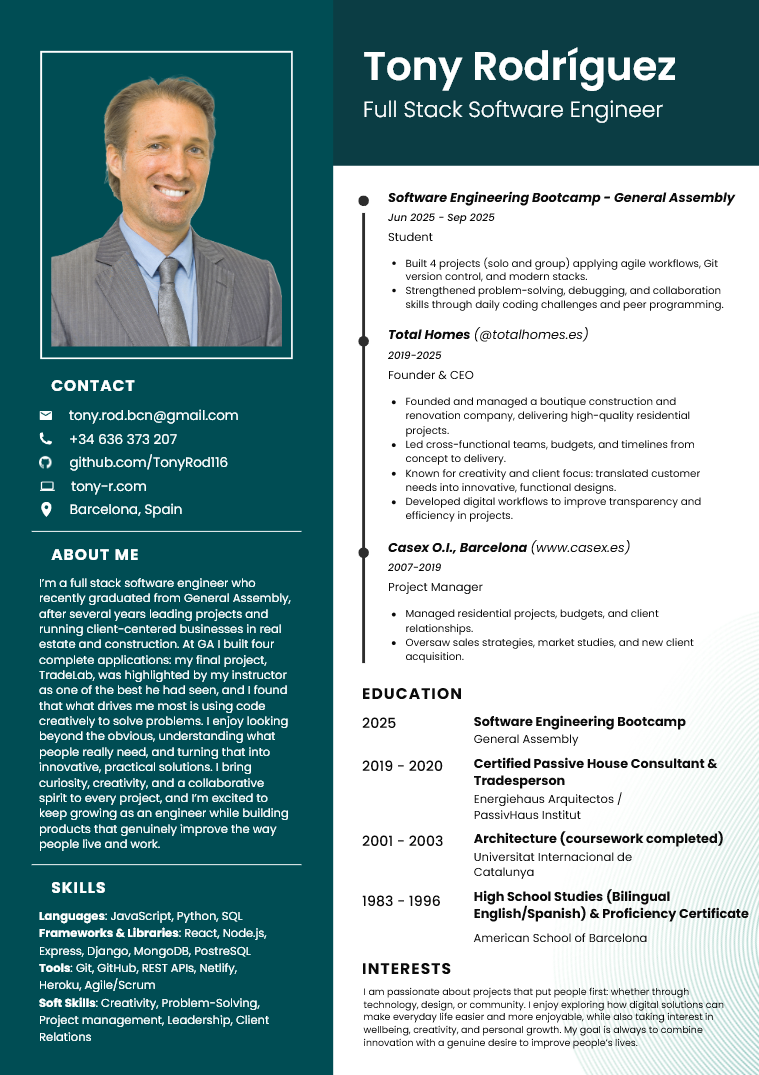 Tony Rodríguez
Full Stack Software Engineer
CONTACT
tony.rod.bcn@gmail.com
+34 636 373 207
github.com/TonyRod116
tony-r.com
Barcelona, Spain
ABOUT ME
I'm a full stack software engineer who
recently graduated from General Assembly,
after several years leading projects and
running client-centered businesses in real
estate and construction. At GA I built four
complete applications: my final project,
TradeLab, was highlighted by my instructor
as one of the best he had seen, and I found
that what drives me most is using code
creatively to solve problems. I enjoy looking
beyond the obvious, understanding what
people really need, and turning that into
innovative, practical solutions. I bring
curiosity, creativity, and a collaborative
spirit to every project, and I'm excited to
keep growing as an engineer while building
products that genuinely improve the way
people live and work.
SKILLS
Languages: JavaScript, Python, SQL
Frameworks & Libraries: React, Node.js,
Express, Django, MongoDB, PostreSQL
Tools: Git, GitHub, REST APIs, Netlify,
Heroku, Agile/Scrum
Soft Skills: Creativity, Problem-Solving,
Project management, Leadership, Client
Relations
Software Engineering Bootcamp - General Assembly
Jun 2025 - Sep 2025
Student
• Built 4 projects (solo and group) applying agile workflows, Git
version control, and modern stacks.
• Strengthened problem-solving, debugging, and collaboration
skills through daily coding challenges and peer programming.
Total Homes (@totalhomes.es)
2019-2025
Founder & CEO
• Founded and managed a boutique construction and
renovation company, delivering high-quality residential
projects.
• Led cross-functional teams, budgets, and timelines from
concept to delivery.
• Known for creativity and client focus: translated customer
needs into innovative, functional designs.
• Developed digital workflows to improve transparency and
efficiency in projects.
Casex O.I., Barcelona (www.casex.es)
2007-2019
Project Manager
• Managed residential projects, budgets, and client
relationships.
• Oversaw sales strategies, market studies, and new client
acquisition.
EDUCATION
2025 Software Engineering Bootcamp
General Assembly
2019 - 2020 Certified Passive House Consultant &
Tradesperson
Energiehaus Arquitectos /
PassivHaus Institut
2001 - 2003 Architecture (coursework completed)
Universitat Internacional de
Catalunya
1983 - 1996 High School Studies (Bilingual
English/Spanish) & Proficiency Certificate
American School of Barcelona
INTERESTS
I am passionate about projects that put people first: whether through
technology, design, or community. I enjoy exploring how digital solutions can
make everyday life easier and more enjoyable, while also taking interest in
wellbeing, creativity, and personal growth. My goal is always to combine
innovation with a genuine desire to improve people's lives.